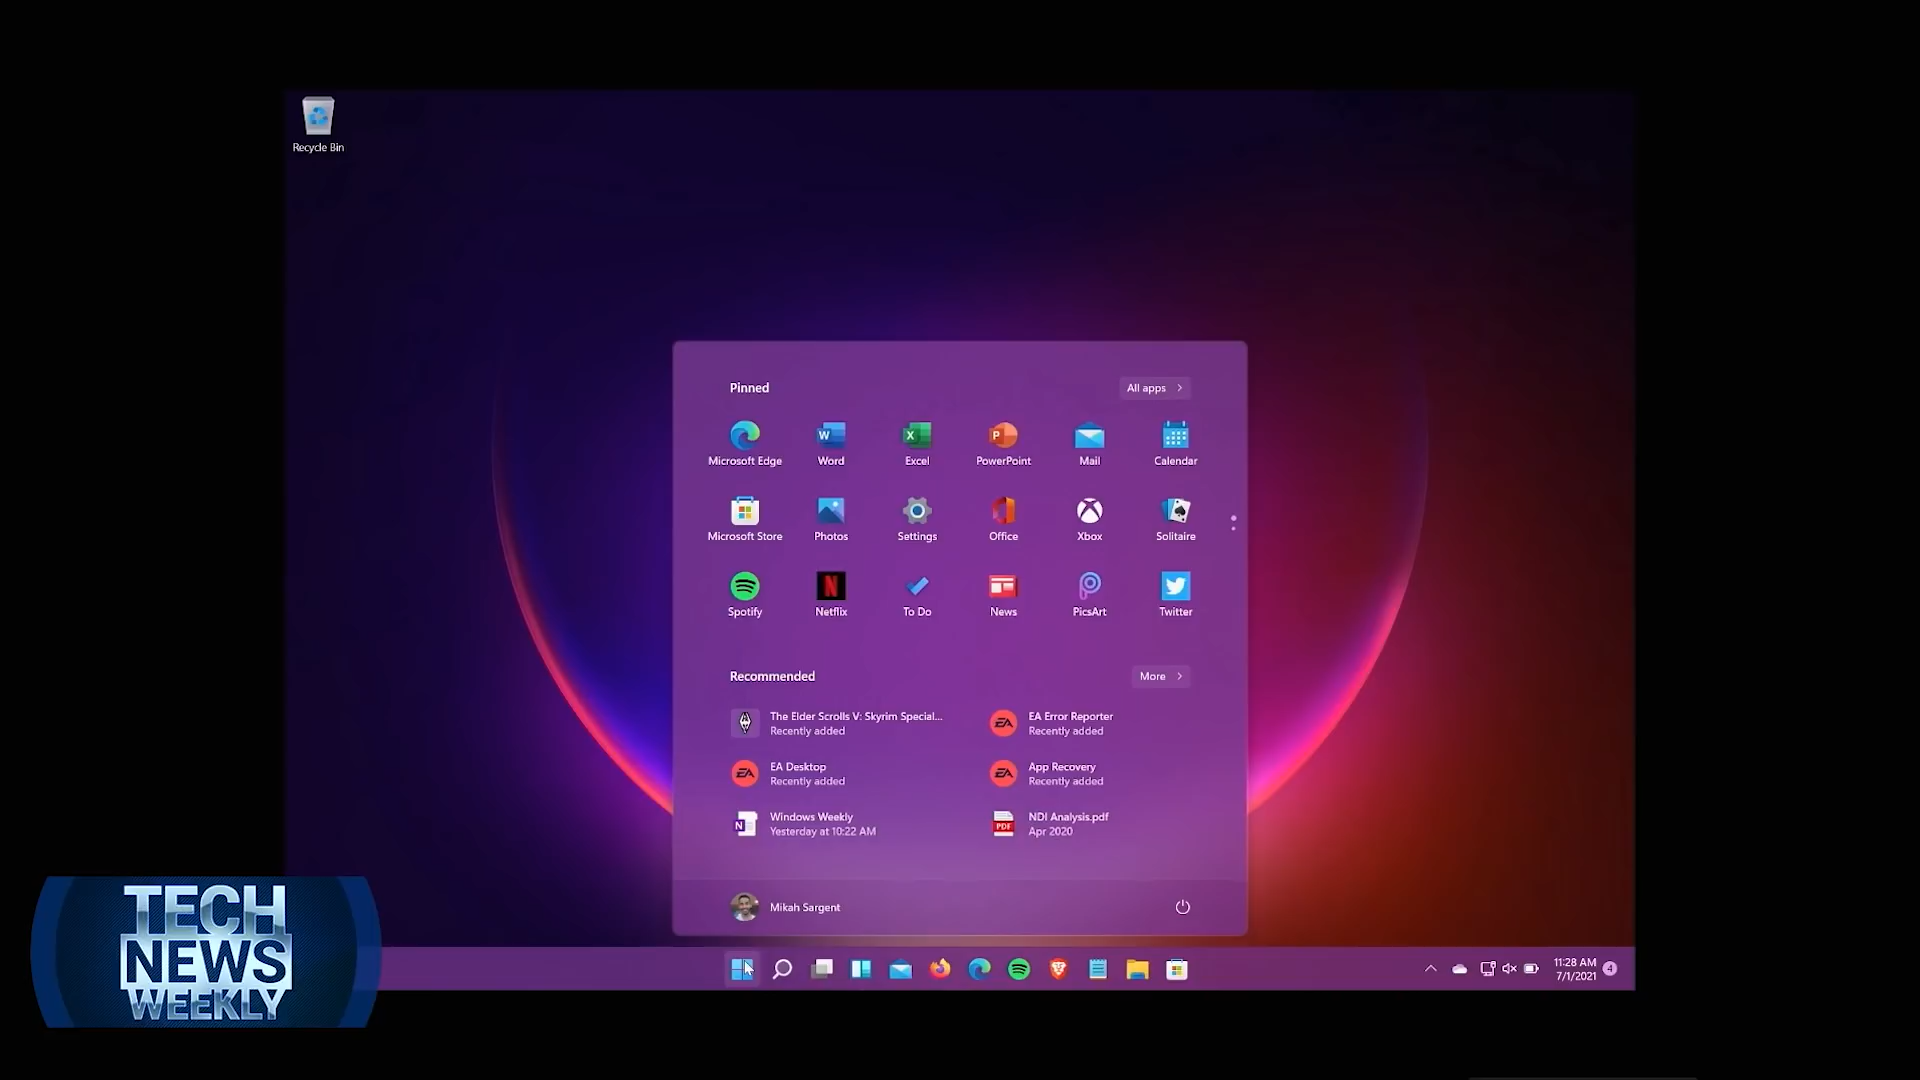 Recycle Bin
Pinned
All apps
Microsoft Edge
Word
Excel
PowerPoint
Mail
Calendar
Microsoft Store
Photos
Settings
Office
Xbox
Solitaire
Spotify
Netflix
To Do
News
PicsArt
Twitter
Recommended
More
The Elder Scrolls V: Skyrim Special...
Recently added
EA Error Reporter
Recently added
EA Desktop
Recently added
App Recovery
Recently added
Windows Weekly
Yesterday at 10:22 AM
NDI Analysis.pdf
Apr 2020
Mikah Sargent
TECH
NEWS
WEEKLY
11:28 AM
7/1/2021
4